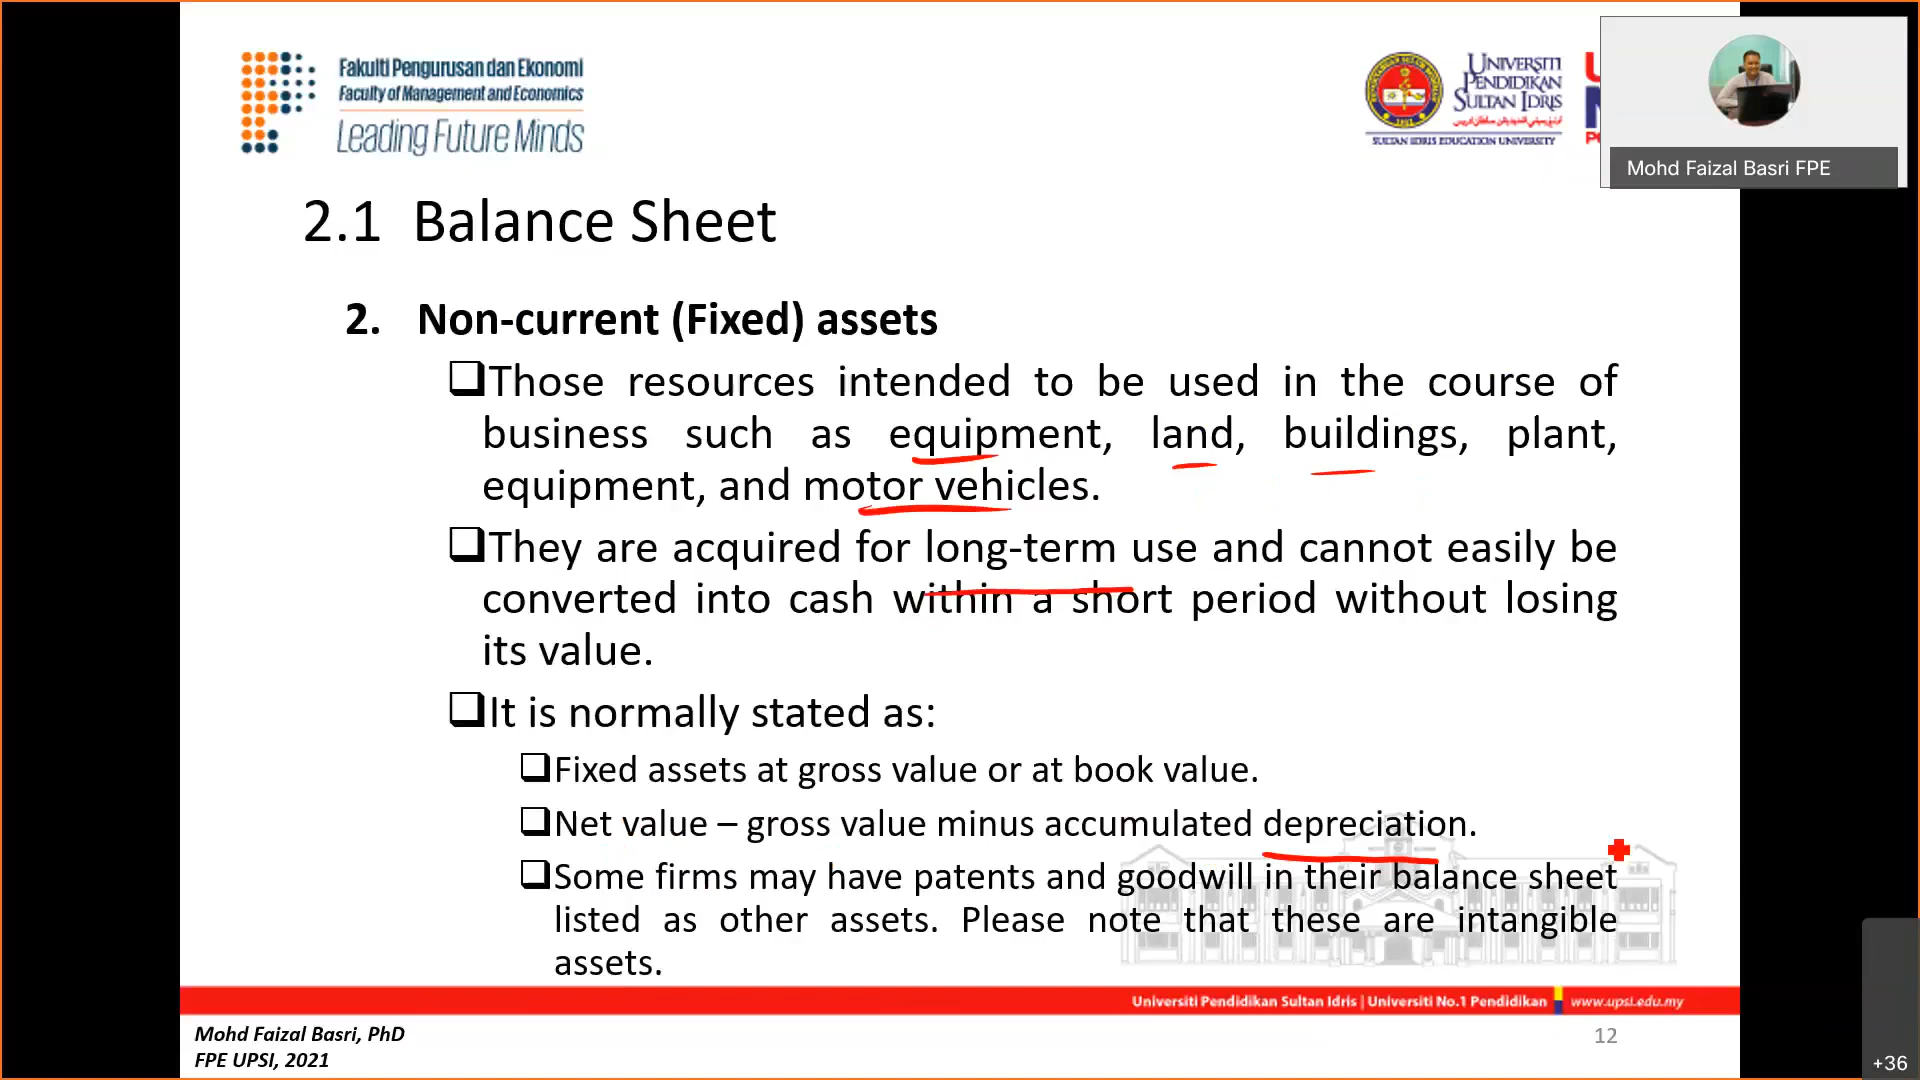 Fakulti Pengurusan dan Ekonomi
Faculty of Management and Economics
Leading Future Minds
UNIVERSITI
PENDIDIKAN
SULTAN IDRIS
SULTAN IDRIS EDUCATION UNIVERSITY
Mohd Faizal Basri FPE
2.1 Balance Sheet
2. Non-current (Fixed) assets
❑Those resources intended to be used in the course of
business such as equipment, land, buildings, plant,
equipment, and motor vehicles.
❑They are acquired for long-term use and cannot easily be
converted into cash within a short period without losing
its value.
❑It is normally stated as:
❑Fixed assets at gross value or at book value.
❑Net value – gross value minus accumulated depreciation.
❑Some firms may have patents and goodwill in their balance sheet
listed as other assets. Please note that these are intangible
assets.
Universiti Pendidikan Sultan Idris | Universiti No.1 Pendidikan www.upsi.edu.my
Mohd Faizal Basri, PhD
FPE UPSI, 2021
12
+36